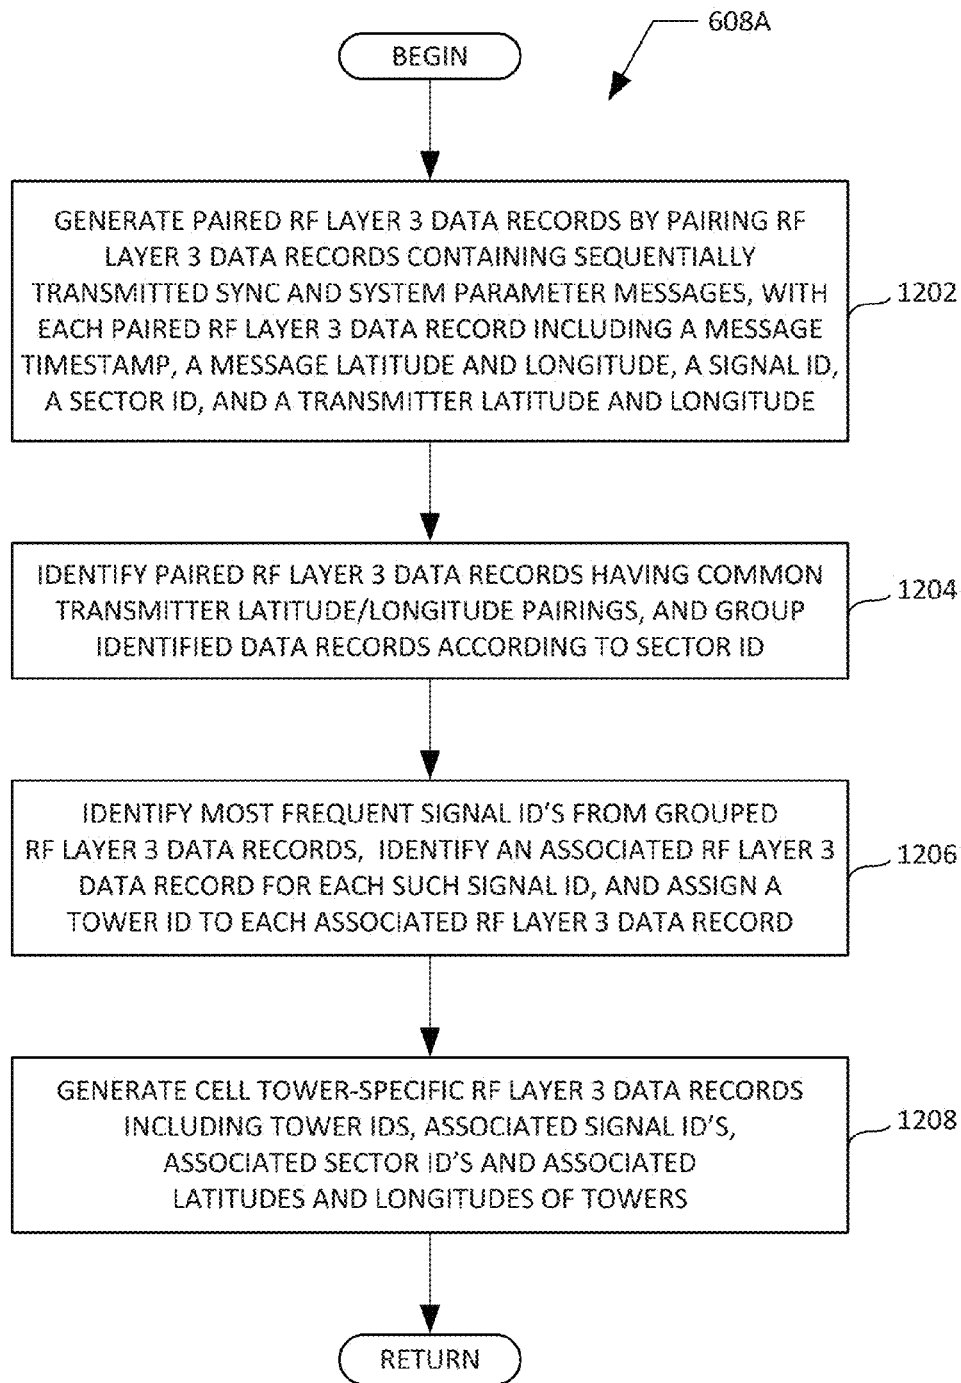 608A
BEGIN
GENERATE PAIRED RF LAYER 3 DATA RECORDS BY PAIRING RF
LAYER 3 DATA RECORDS CONTAINING SEQUENTIALLY
TRANSMITTED SYNC AND SYSTEM PARAMETER MESSAGES, WITH
EACH PAIRED RF LAYER 3 DATA RECORD INCLUDING A MESSAGE
TIMESTAMP, A MESSAGE LATITUDE AND LONGITUDE, A SIGNAL ID,
A SECTOR ID, AND A TRANSMITTER LATITUDE AND LONGITUDE
1202
IDENTIFY PAIRED RF LAYER 3 DATA RECORDS HAVING COMMON
TRANSMITTER LATITUDE/LONGITUDE PAIRINGS, AND GROUP
IDENTIFIED DATA RECORDS ACCORDING TO SECTOR ID
1204
IDENTIFY MOST FREQUENT SIGNAL ID'S FROM GROUPED
RF LAYER 3 DATA RECORDS, IDENTIFY AN ASSOCIATED RF LAYER 3
DATA RECORD FOR EACH SUCH SIGNAL ID, AND ASSIGN A
TOWER ID TO EACH ASSOCIATED RF LAYER 3 DATA RECORD
1206
GENERATE CELL TOWER-SPECIFIC RF LAYER 3 DATA RECORDS
INCLUDING TOWER IDS, ASSOCIATED SIGNAL ID'S,
ASSOCIATED SECTOR ID'S AND ASSOCIATED
LATITUDES AND LONGITUDES OF TOWERS
1208
RETURN